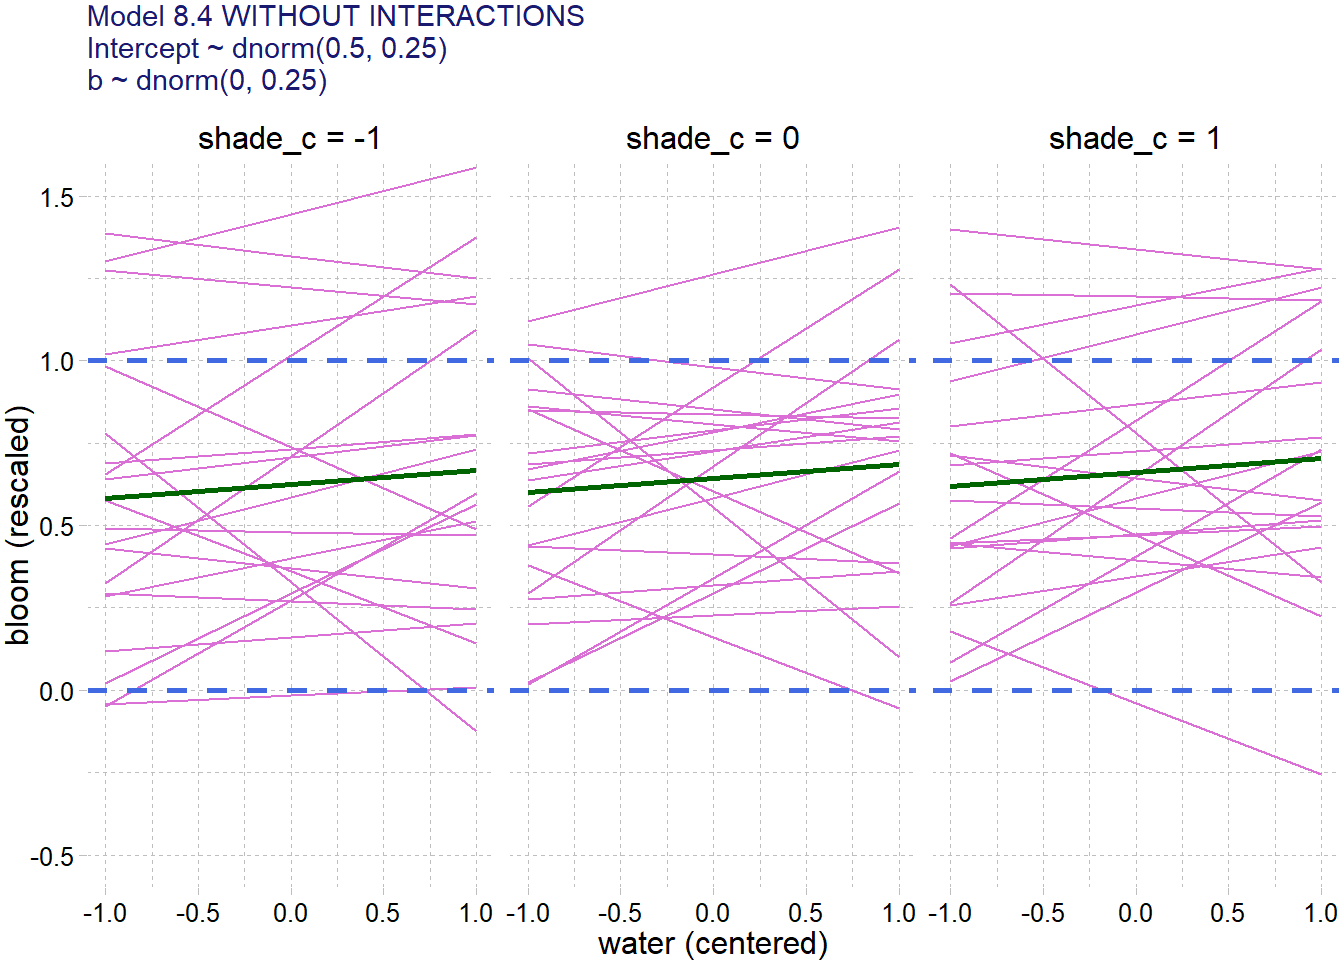 Model 8.4 WITHOUT INTERACTIONS
Intercept ~ dnorm(0.5, 0.25)
b ~ dnorm(0, 0.25)
shade_c = -1
shade_c = 0
shade_c = 1
1.5
1.0
0.5
0.0
-0.5
bloom (rescaled)
-1.0 -0.5 0.0 0.5 1.0
-1.0 -0.5 0.0 0.5 1.0
-1.0 -0.5 0.0 0.5 1.0
water (centered)